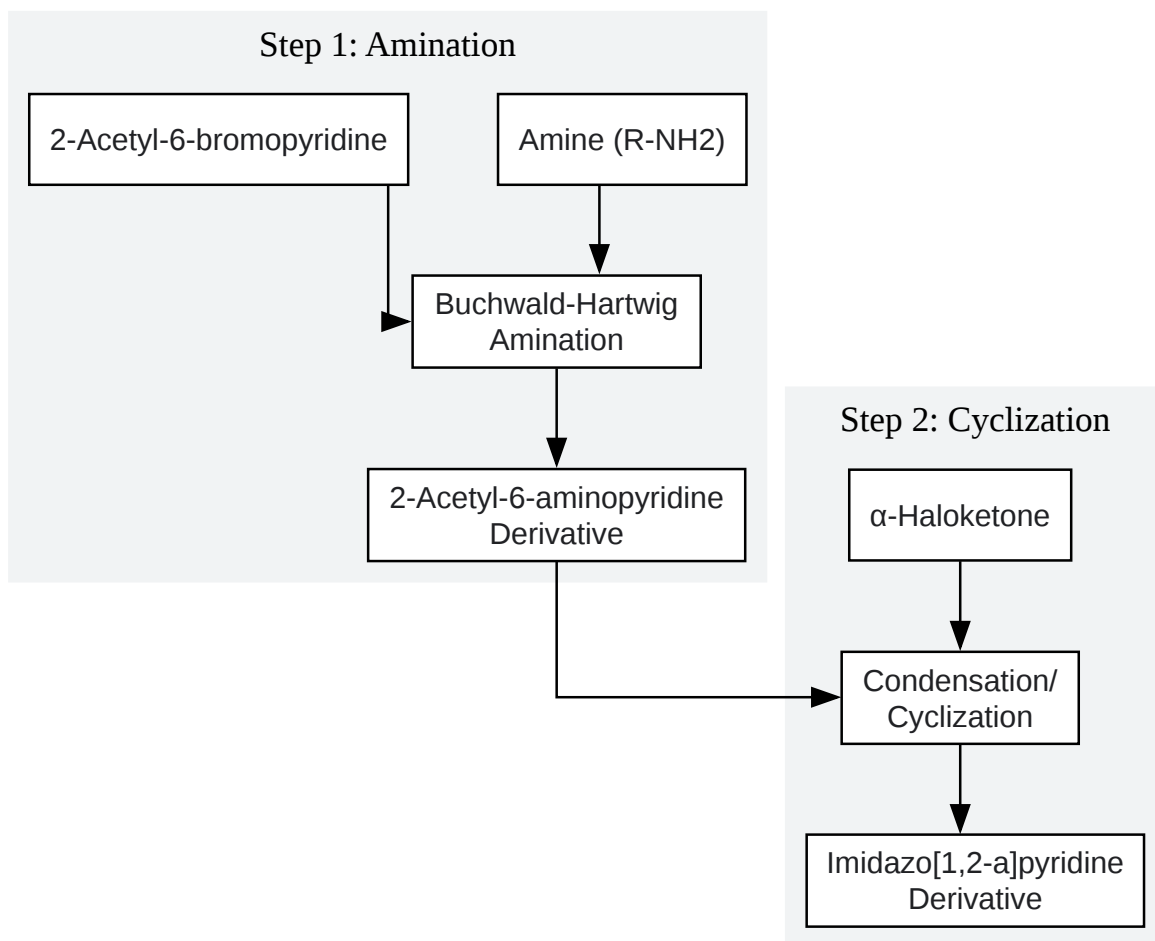 Step 1: Amination
2-Acetyl-6-bromopyridine
Amine (R-NH2)
Buchwald-Hartwig
Amination
2-Acetyl-6-aminopyridine
Derivative
Step 2: Cyclization
α-Haloketone
Condensation/
Cyclization
Imidazo[1,2-a]pyridine
Derivative